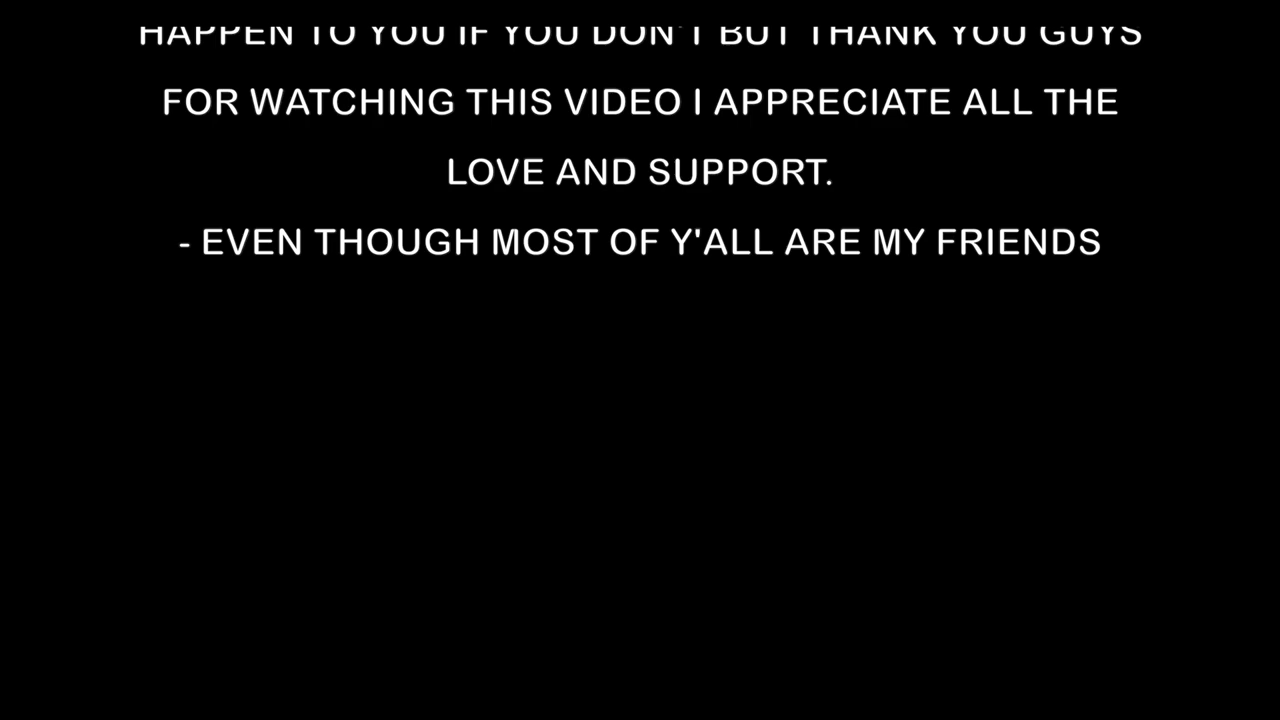 HAPPEN TO YOU IF YOU DON'T BUT THANK YOU GUYS
FOR WATCHING THIS VIDEO I APPRECIATE ALL THE
LOVE AND SUPPORT.
- EVEN THOUGH MOST OF Y'ALL ARE MY FRIENDS